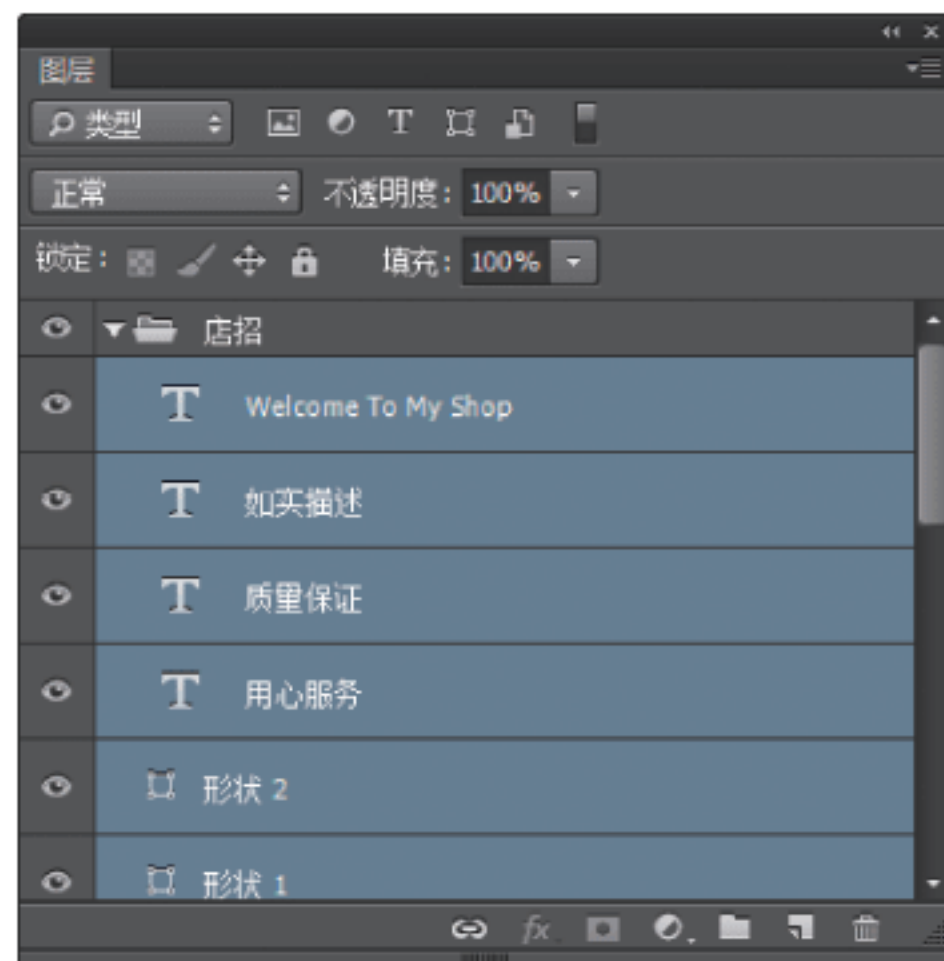 图层
类型 T
正常 不透明度: 100%
锁定: 填充: 100%
店招
T Welcome To My Shop
T 如实描述
T 质里保证
T 用心服务
形状 2
形状 1
fx